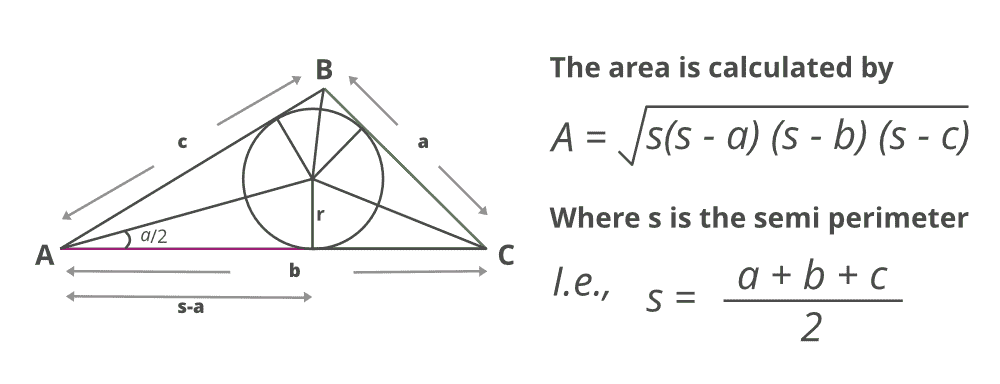 B
c
a
r
a/2
A
C
b
s-a
The area is calculated by
A = √s(s - a) (s - b) (s - c)
Where s is the semi perimeter
I.e., s = a + b + c
2